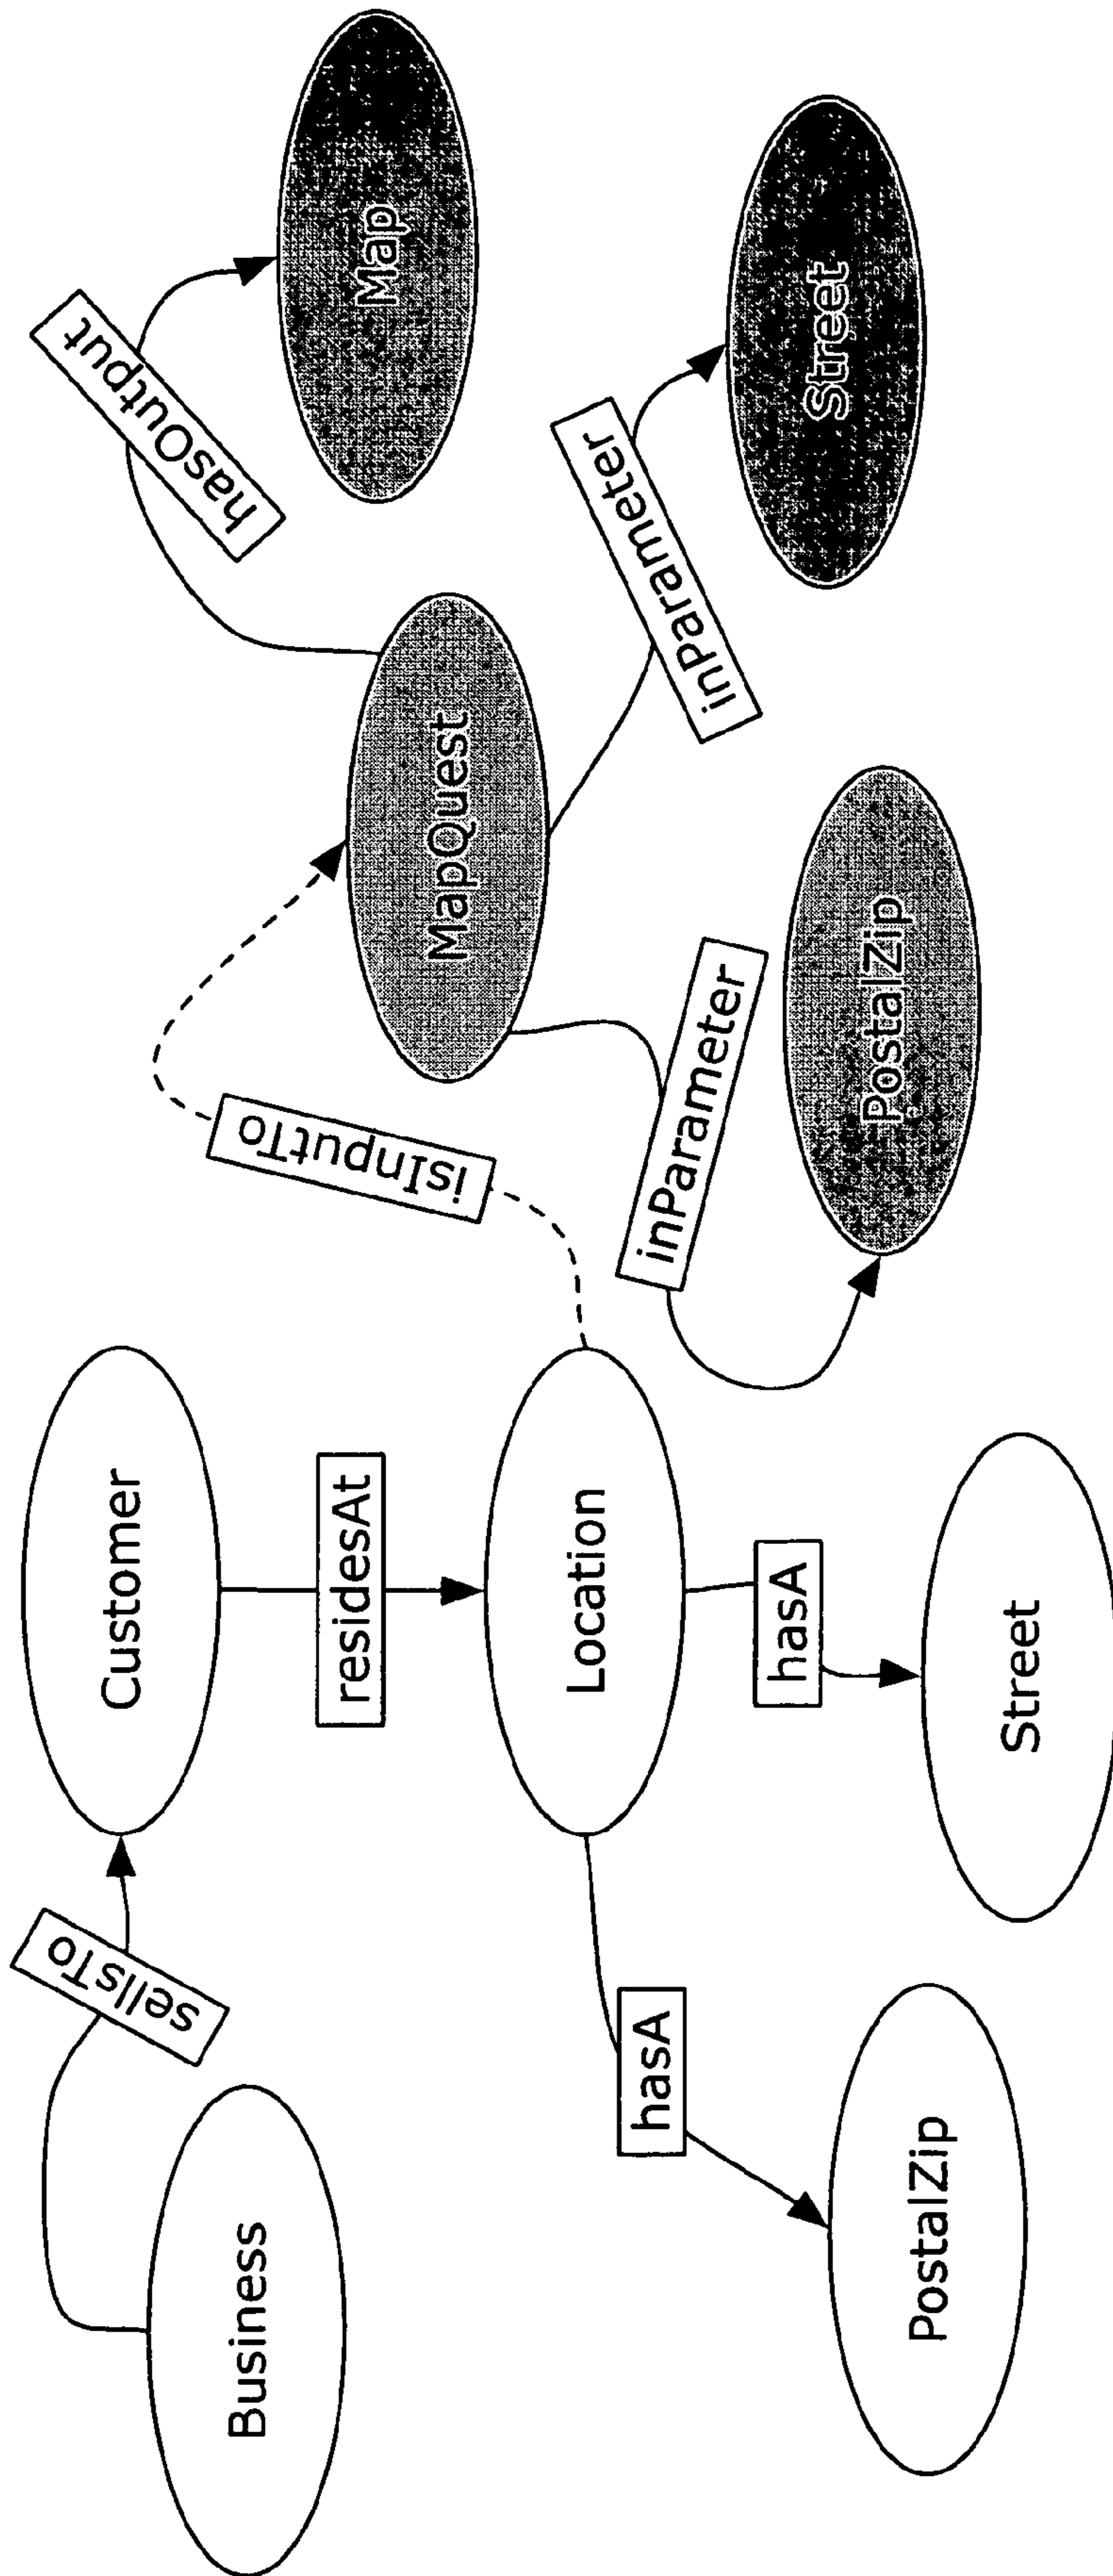 Business
sellsTo
Customer
residesAt
Location
hasA
PostalZip
hasA
Street
isInputTo
MapQuest
hasOutput
Map
inParameter
PostalZip
inParameter
Street